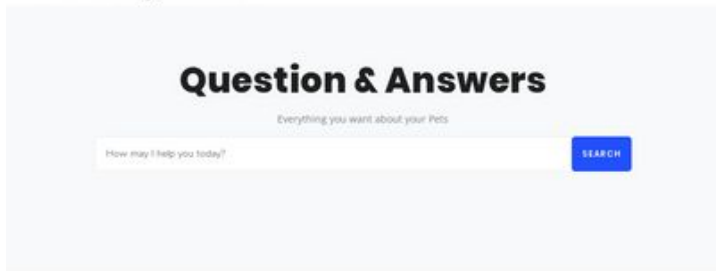 Question & Answers
Everything you want about your Pets
How may I help you today?
SEARCH